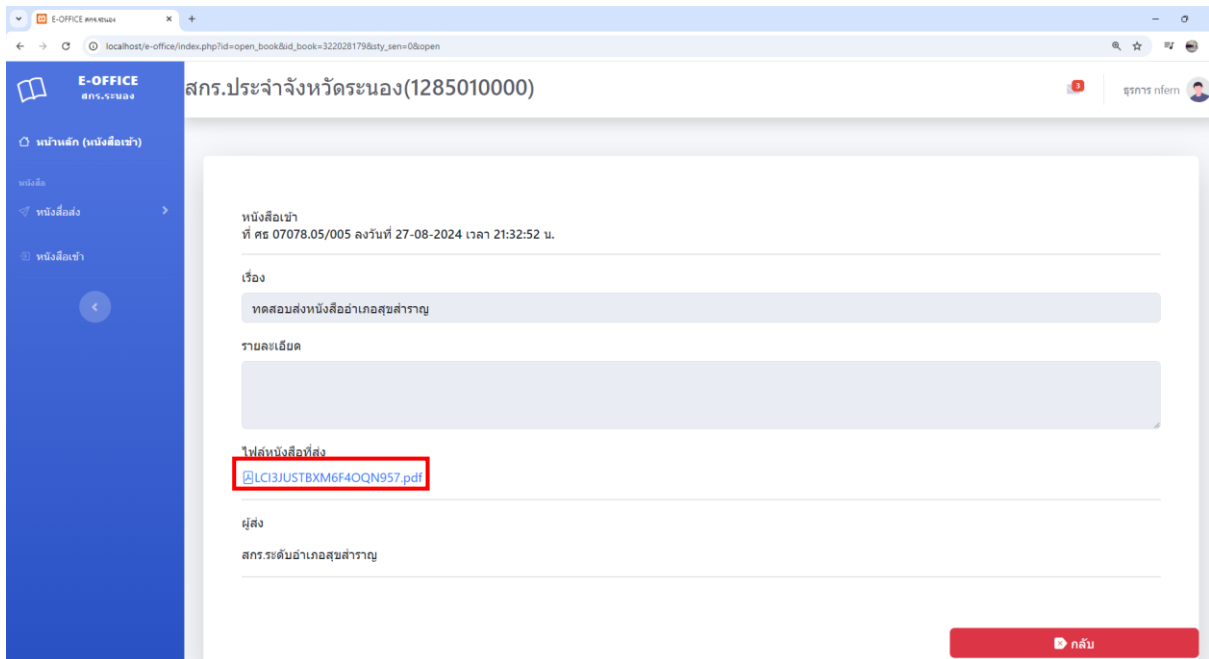 E-OFFICE สกร.ระนอง
localhost/e-office/index.php?id=open_book&id_book=322028179&sty_sen=0&open
E-OFFICE
สกร.ระนอง
สกร.ประจำจังหวัดระนอง(1285010000)
3
ธุรการ nfern
หน้าหลัก (หนังสือเข้า)
หนังสือ
หนังสื่อส่ง
หนังสือเข้า
หนังสือเข้า
ที่ ศธ 07078.05/005 ลงวันที่ 27-08-2024 เวลา 21:32:52 น.
เรื่อง
ทดสอบส่งหนังสืออำเภอสุขสำราญ
รายละเอียด
ไฟล์หนังสือที่ส่ง
LCI3JUSTBXM6F4OQN957.pdf
ผู้ส่ง
สกร.ระดับอำเภอสุขสำราญ
กลับ